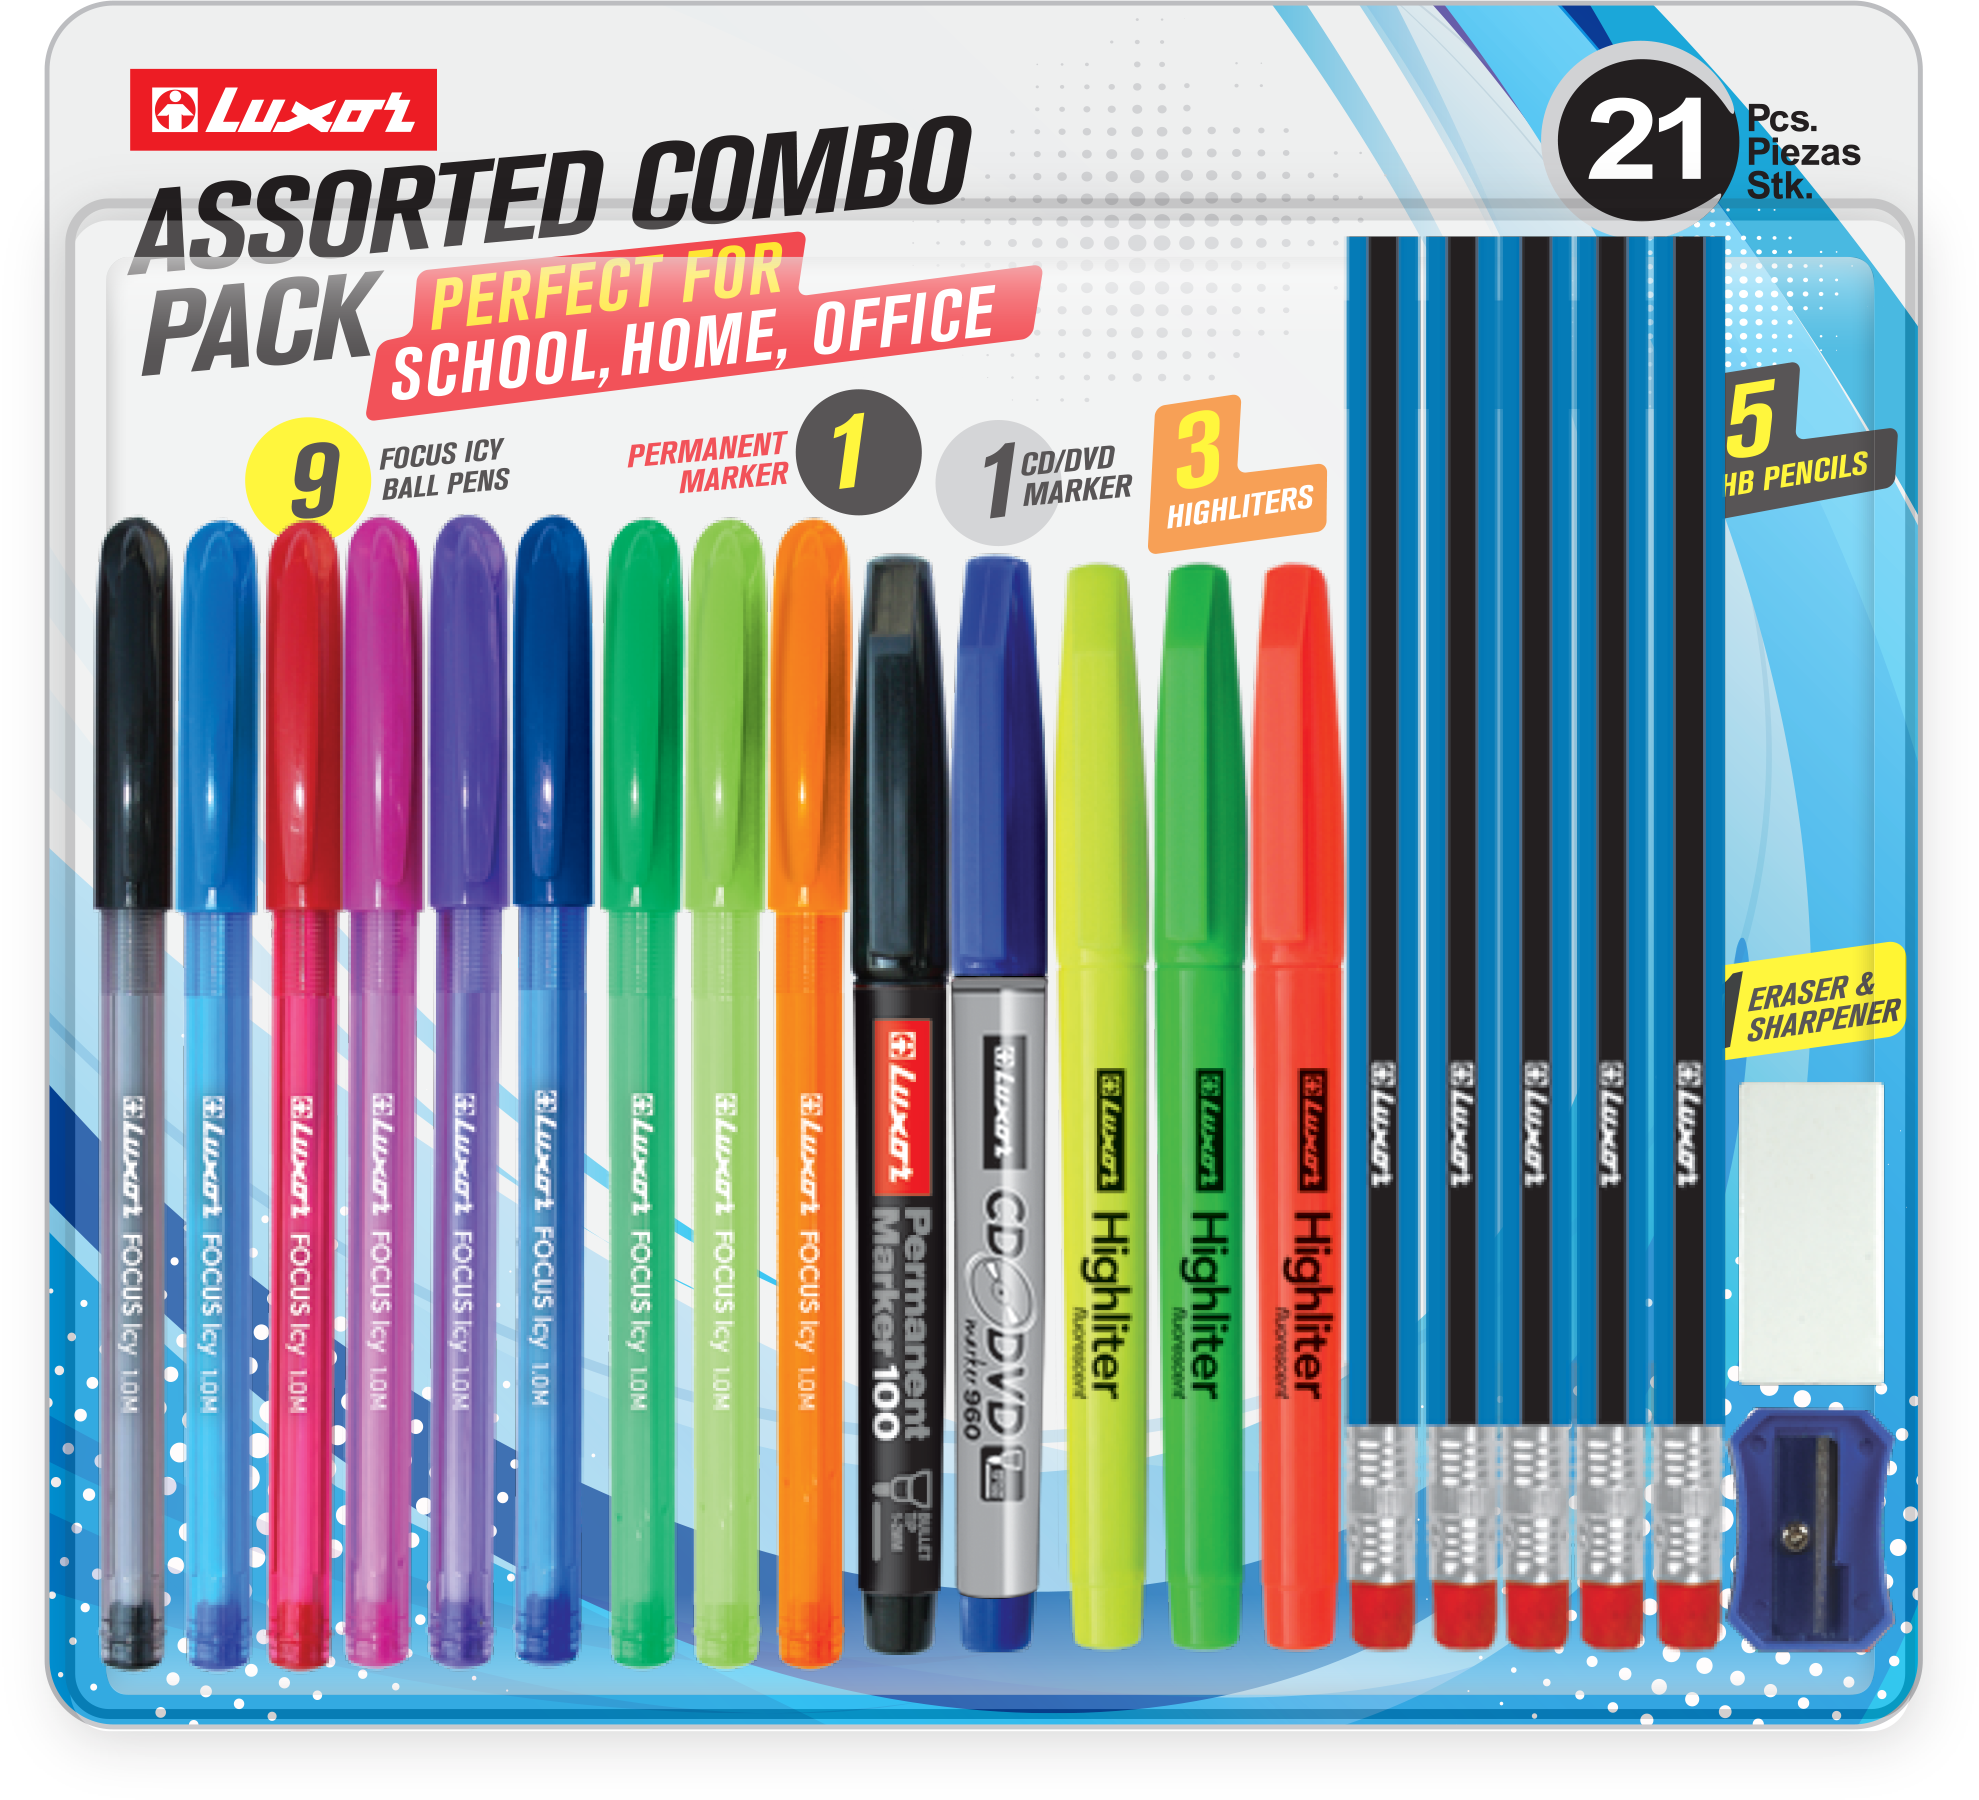 Luxor
ASSORTED COMBO
PACK
PERFECT FOR
SCHOOL, HOME, OFFICE
21
Pcs.
Piezas
Stk.
9
FOCUS ICY
BALL PENS
PERMANENT
MARKER
1
1
CD/DVD
MARKER
3
HIGHLITERS
5
HB PENCILS
1
ERASER &
SHARPENER
Luxor FOCUS Icy 1.0M
Luxor FOCUS Icy 1.0M
Luxor FOCUS Icy 1.0M
Luxor FOCUS Icy 1.0M
Luxor FOCUS Icy 1.0M
Luxor FOCUS Icy 1.0M
Luxor FOCUS Icy 1.0M
Luxor FOCUS Icy 1.0M
Luxor FOCUS Icy 1.0M
Luxor
Permanent
Marker 100
BULLET
TIP
Luxor
CD DVD
marker 960
Luxor
Highliter
fluorescent
Luxor
Highliter
fluorescent
Luxor
Highliter
fluorescent
Luxor
Luxor
Luxor
Luxor
Luxor